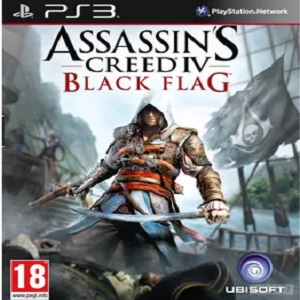 PS3
PlayStation.Network
ASSASSIN'S
CREED IV
BLACK FLAG
18
www.pegi.info
UBISOFT